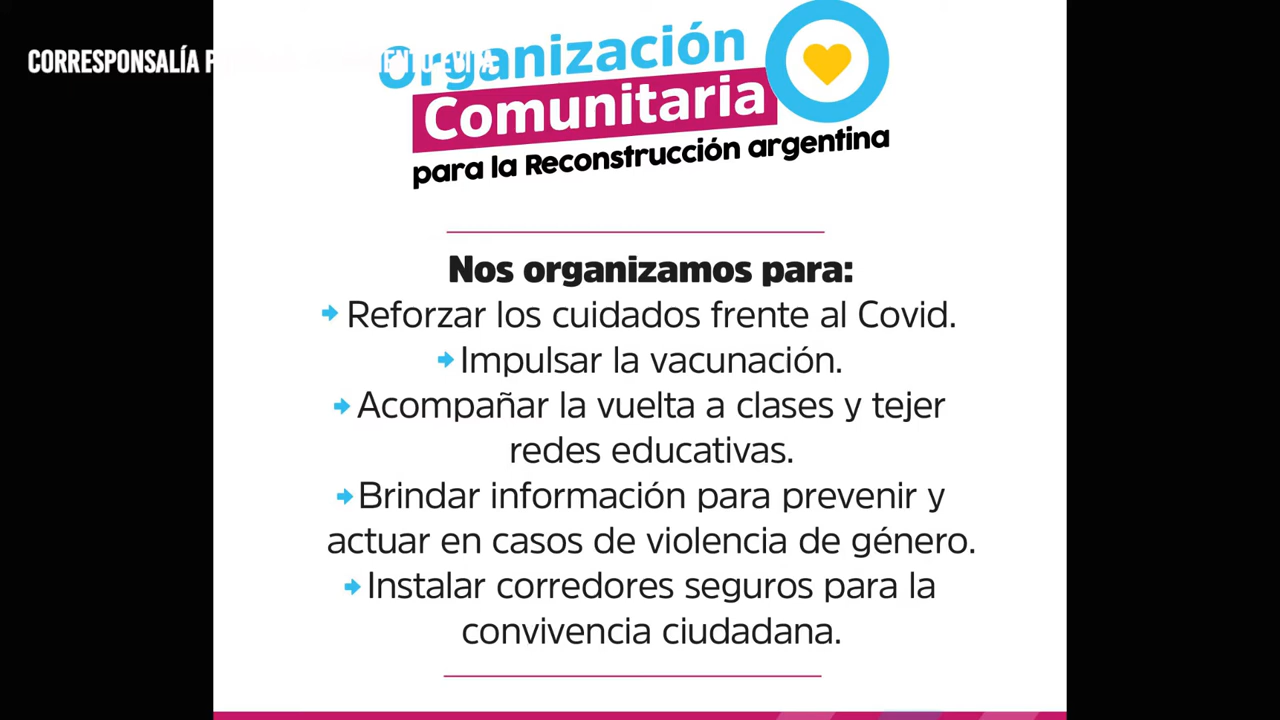 CORRESPONSALÍA
Organización
Comunitaria
para la Reconstrucción argentina
Nos organizamos para:
Reforzar los cuidados frente al Covid.
Impulsar la vacunación.
Acompañar la vuelta a clases y tejer
redes educativas.
Brindar información para prevenir y
actuar en casos de violencia de género.
Instalar corredores seguros para la
convivencia ciudadana.